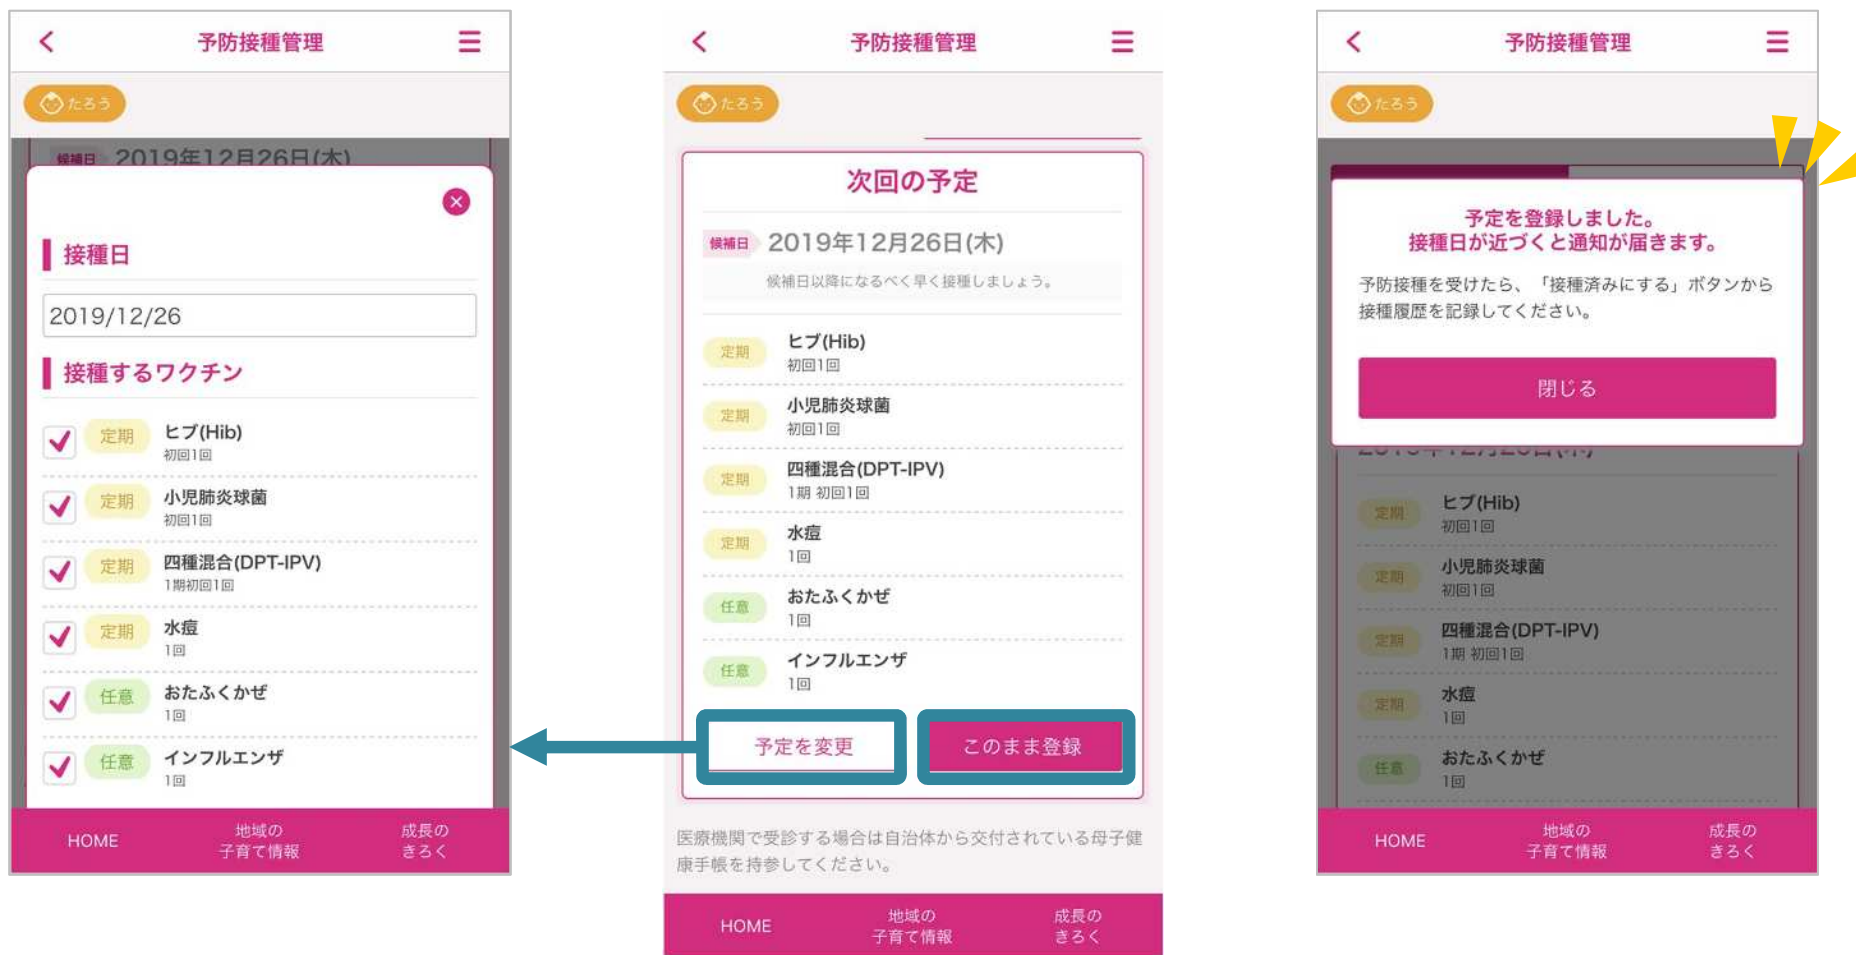 予防接種管理
たろう
候補日 2019年12月26日(木)
接種日
2019/12/26
接種するワクチン
定期 ヒブ(Hib)
初回1回
定期 小児肺炎球菌
初回1回
定期 四種混合(DPT-IPV)
1期初回1回
定期 水痘
1回
任意 おたふくかぜ
1回
任意 インフルエンザ
1回
HOME
地域の
子育て情報
成長の
きろく
予防接種管理
たろう
次回の予定
候補日 2019年12月26日(木)
候補日以降になるべく早く接種しましょう。
定期 ヒブ(Hib)
初回1回
定期 小児肺炎球菌
初回1回
定期 四種混合(DPT-IPV)
1期 初回1回
定期 水痘
1回
任意 おたふくかぜ
1回
任意 インフルエンザ
1回
予定を変更 このまま登録
医療機関で受診する場合は自治体から交付されている母子健
康手帳を持参してください。
HOME
地域の
子育て情報
成長の
きろく
予防接種管理
たろう
予定を登録しました。
接種日が近づくと通知が届きます。
予防接種を受けたら、「接種済みにする」ボタンから
接種履歴を記録してください。
閉じる
2019年12月26日(木)
定期 ヒブ(Hib)
初回1回
定期 小児肺炎球菌
初回1回
定期 四種混合(DPT-IPV)
1期 初回1回
定期 水痘
1回
任意 おたふくかぜ
1回
HOME
地域の
子育て情報
成長の
きろく